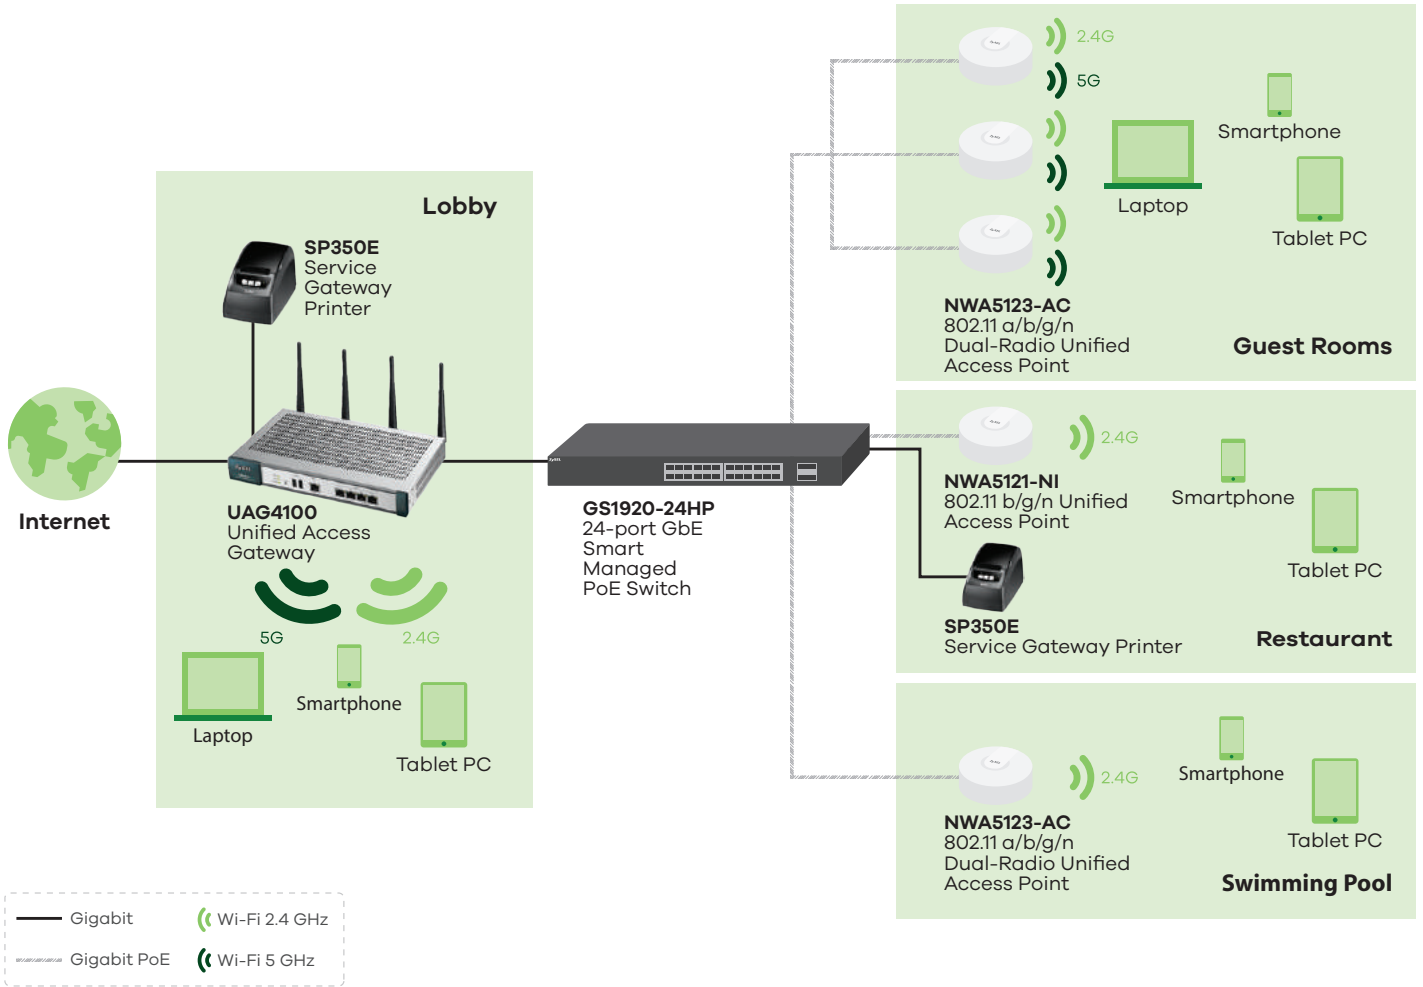 Lobby
SP350E
Service
Gateway
Printer
Internet
UAG4100
Unified Access
Gateway
5G
2.4G
Laptop
Smartphone
Tablet PC
ZyXEL
GS1920-24HP
24-port GbE
Smart
Managed
PoE Switch
2.4G
5G
Laptop
Smartphone
Tablet PC
NWA5123-AC
802.11 a/b/g/n
Dual-Radio Unified
Access Point
Guest Rooms
2.4G
NWA5121-NI
802.11 b/g/n Unified
Access Point
Smartphone
Tablet PC
SP350E
Service Gateway Printer
Restaurant
2.4G
NWA5123-AC
802.11 a/b/g/n
Dual-Radio Unified
Access Point
Smartphone
Tablet PC
Swimming Pool
Gigabit
Wi-Fi 2.4 GHz
Gigabit PoE
Wi-Fi 5 GHz